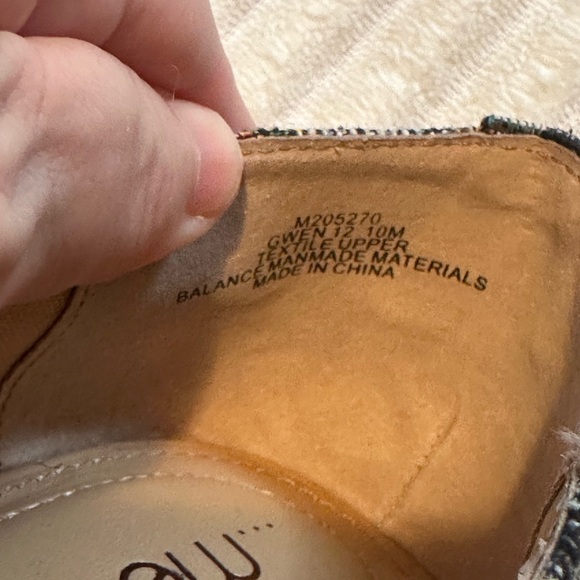 M205270
GWEN 12 10M
TEXTILE UPPER
BALANCE MANMADE MATERIALS
MADE IN CHINA